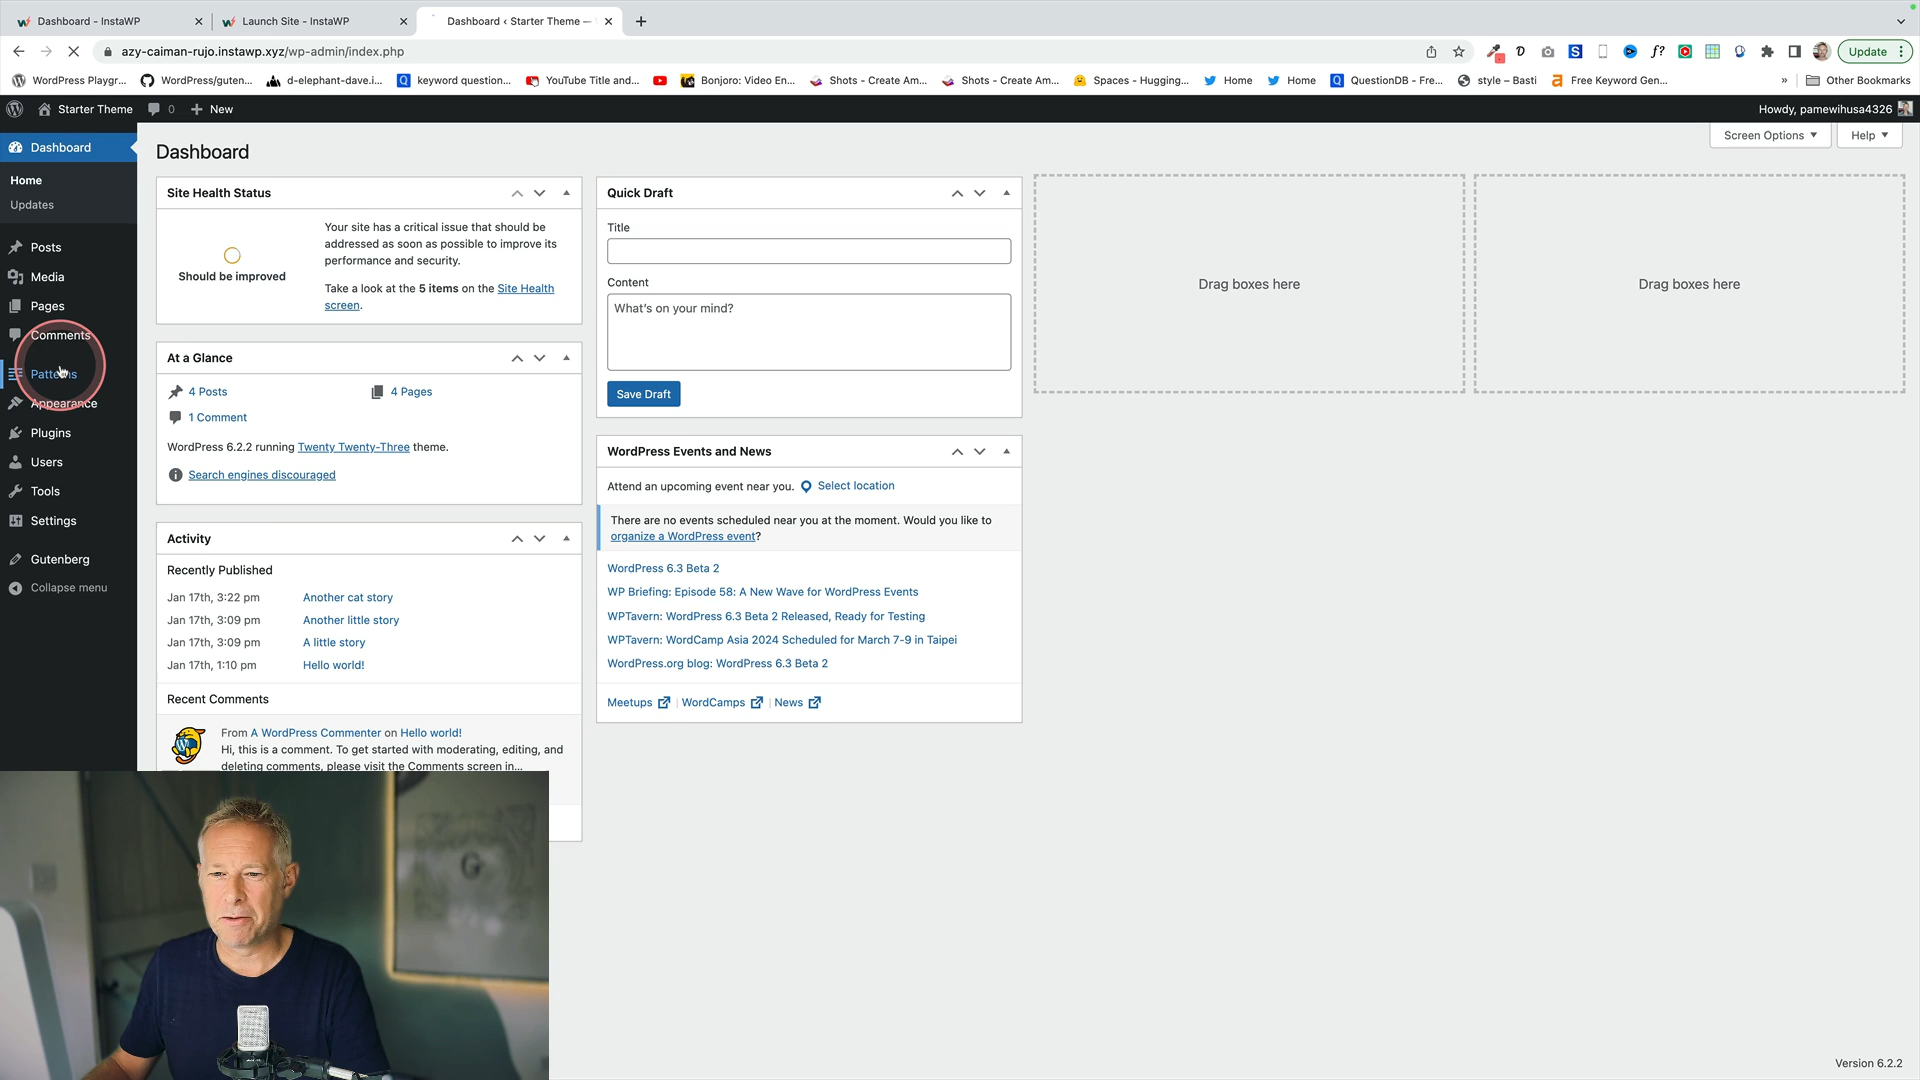 Dashboard - InstaWP
Launch Site - InstaWP
Dashboard ‹ Starter Theme —
azy-caiman-rujo.instawp.xyz/wp-admin/index.php
Update
WordPress Playgr...
WordPress/guten...
d-elephant-dave.i...
keyword question...
YouTube Title and...
Bonjoro: Video En...
Shots - Create Am...
Shots - Create Am...
Spaces - Hugging...
Home
Home
QuestionDB - Fre...
style – Basti
Free Keyword Gen...
»
Other Bookmarks
Starter Theme
0
New
Howdy, pamewihusa4326
Screen Options
Help
Dashboard
Home
Updates
Posts
Media
Pages
Comments
Patterns
Appearance
Plugins
Users
Tools
Settings
Gutenberg
Collapse menu
Dashboard
Site Health Status
Should be improved
Your site has a critical issue that should be
addressed as soon as possible to improve its
performance and security.
Take a look at the 5 items on the Site Health
screen.
At a Glance
4 Posts
4 Pages
1 Comment
WordPress 6.2.2 running Twenty Twenty-Three theme.
Search engines discouraged
Activity
Recently Published
Jan 17th, 3:22 pm Another cat story
Jan 17th, 3:09 pm Another little story
Jan 17th, 3:09 pm A little story
Jan 17th, 1:10 pm Hello world!
Recent Comments
From A WordPress Commenter on Hello world!
Hi, this is a comment. To get started with moderating, editing, and
deleting comments, please visit the Comments screen in...
Quick Draft
Title
Content
What's on your mind?
Save Draft
WordPress Events and News
Attend an upcoming event near you. Select location
There are no events scheduled near you at the moment. Would you like to
organize a WordPress event?
WordPress 6.3 Beta 2
WP Briefing: Episode 58: A New Wave for WordPress Events
WPTavern: WordPress 6.3 Beta 2 Released, Ready for Testing
WPTavern: WordCamp Asia 2024 Scheduled for March 7-9 in Taipei
WordPress.org blog: WordPress 6.3 Beta 2
Meetups | WordCamps | News
Drag boxes here
Drag boxes here
Version 6.2.2